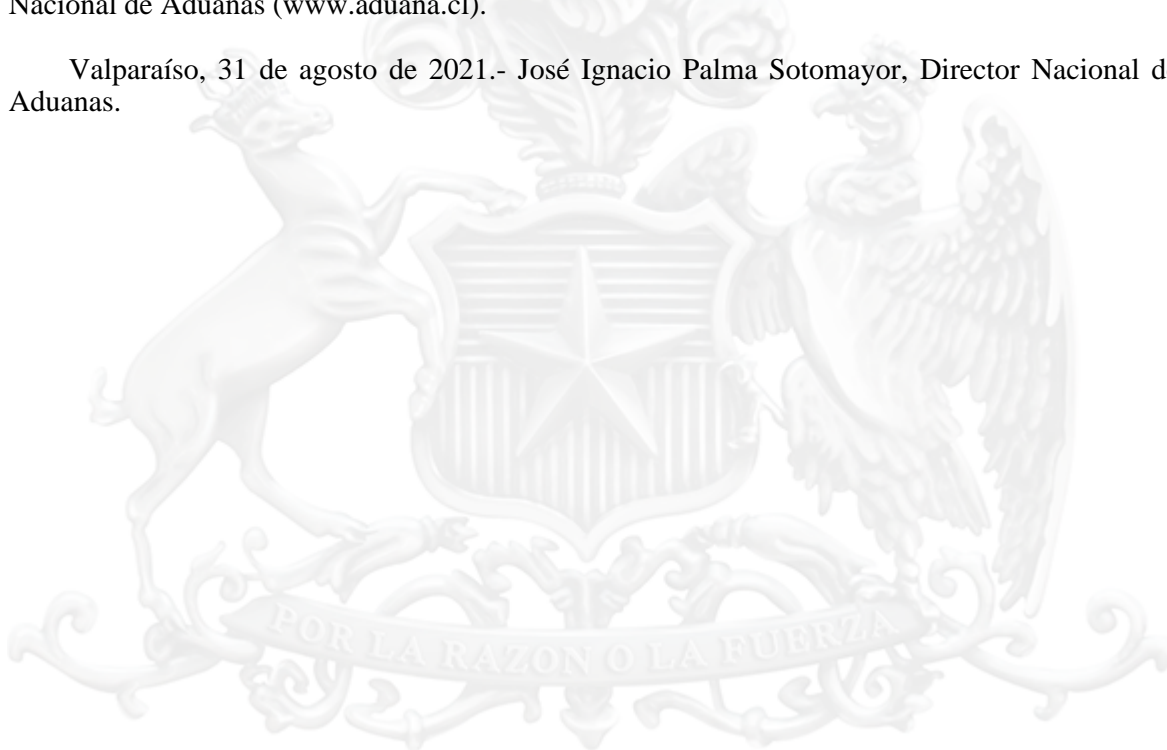 Nacional de Aduanas (www.aduana.cl).
Valparaíso, 31 de agosto de 2021.- José Ignacio Palma Sotomayor, Director Nacional d
Aduanas.
POR LA RAZON O LA FUERZA